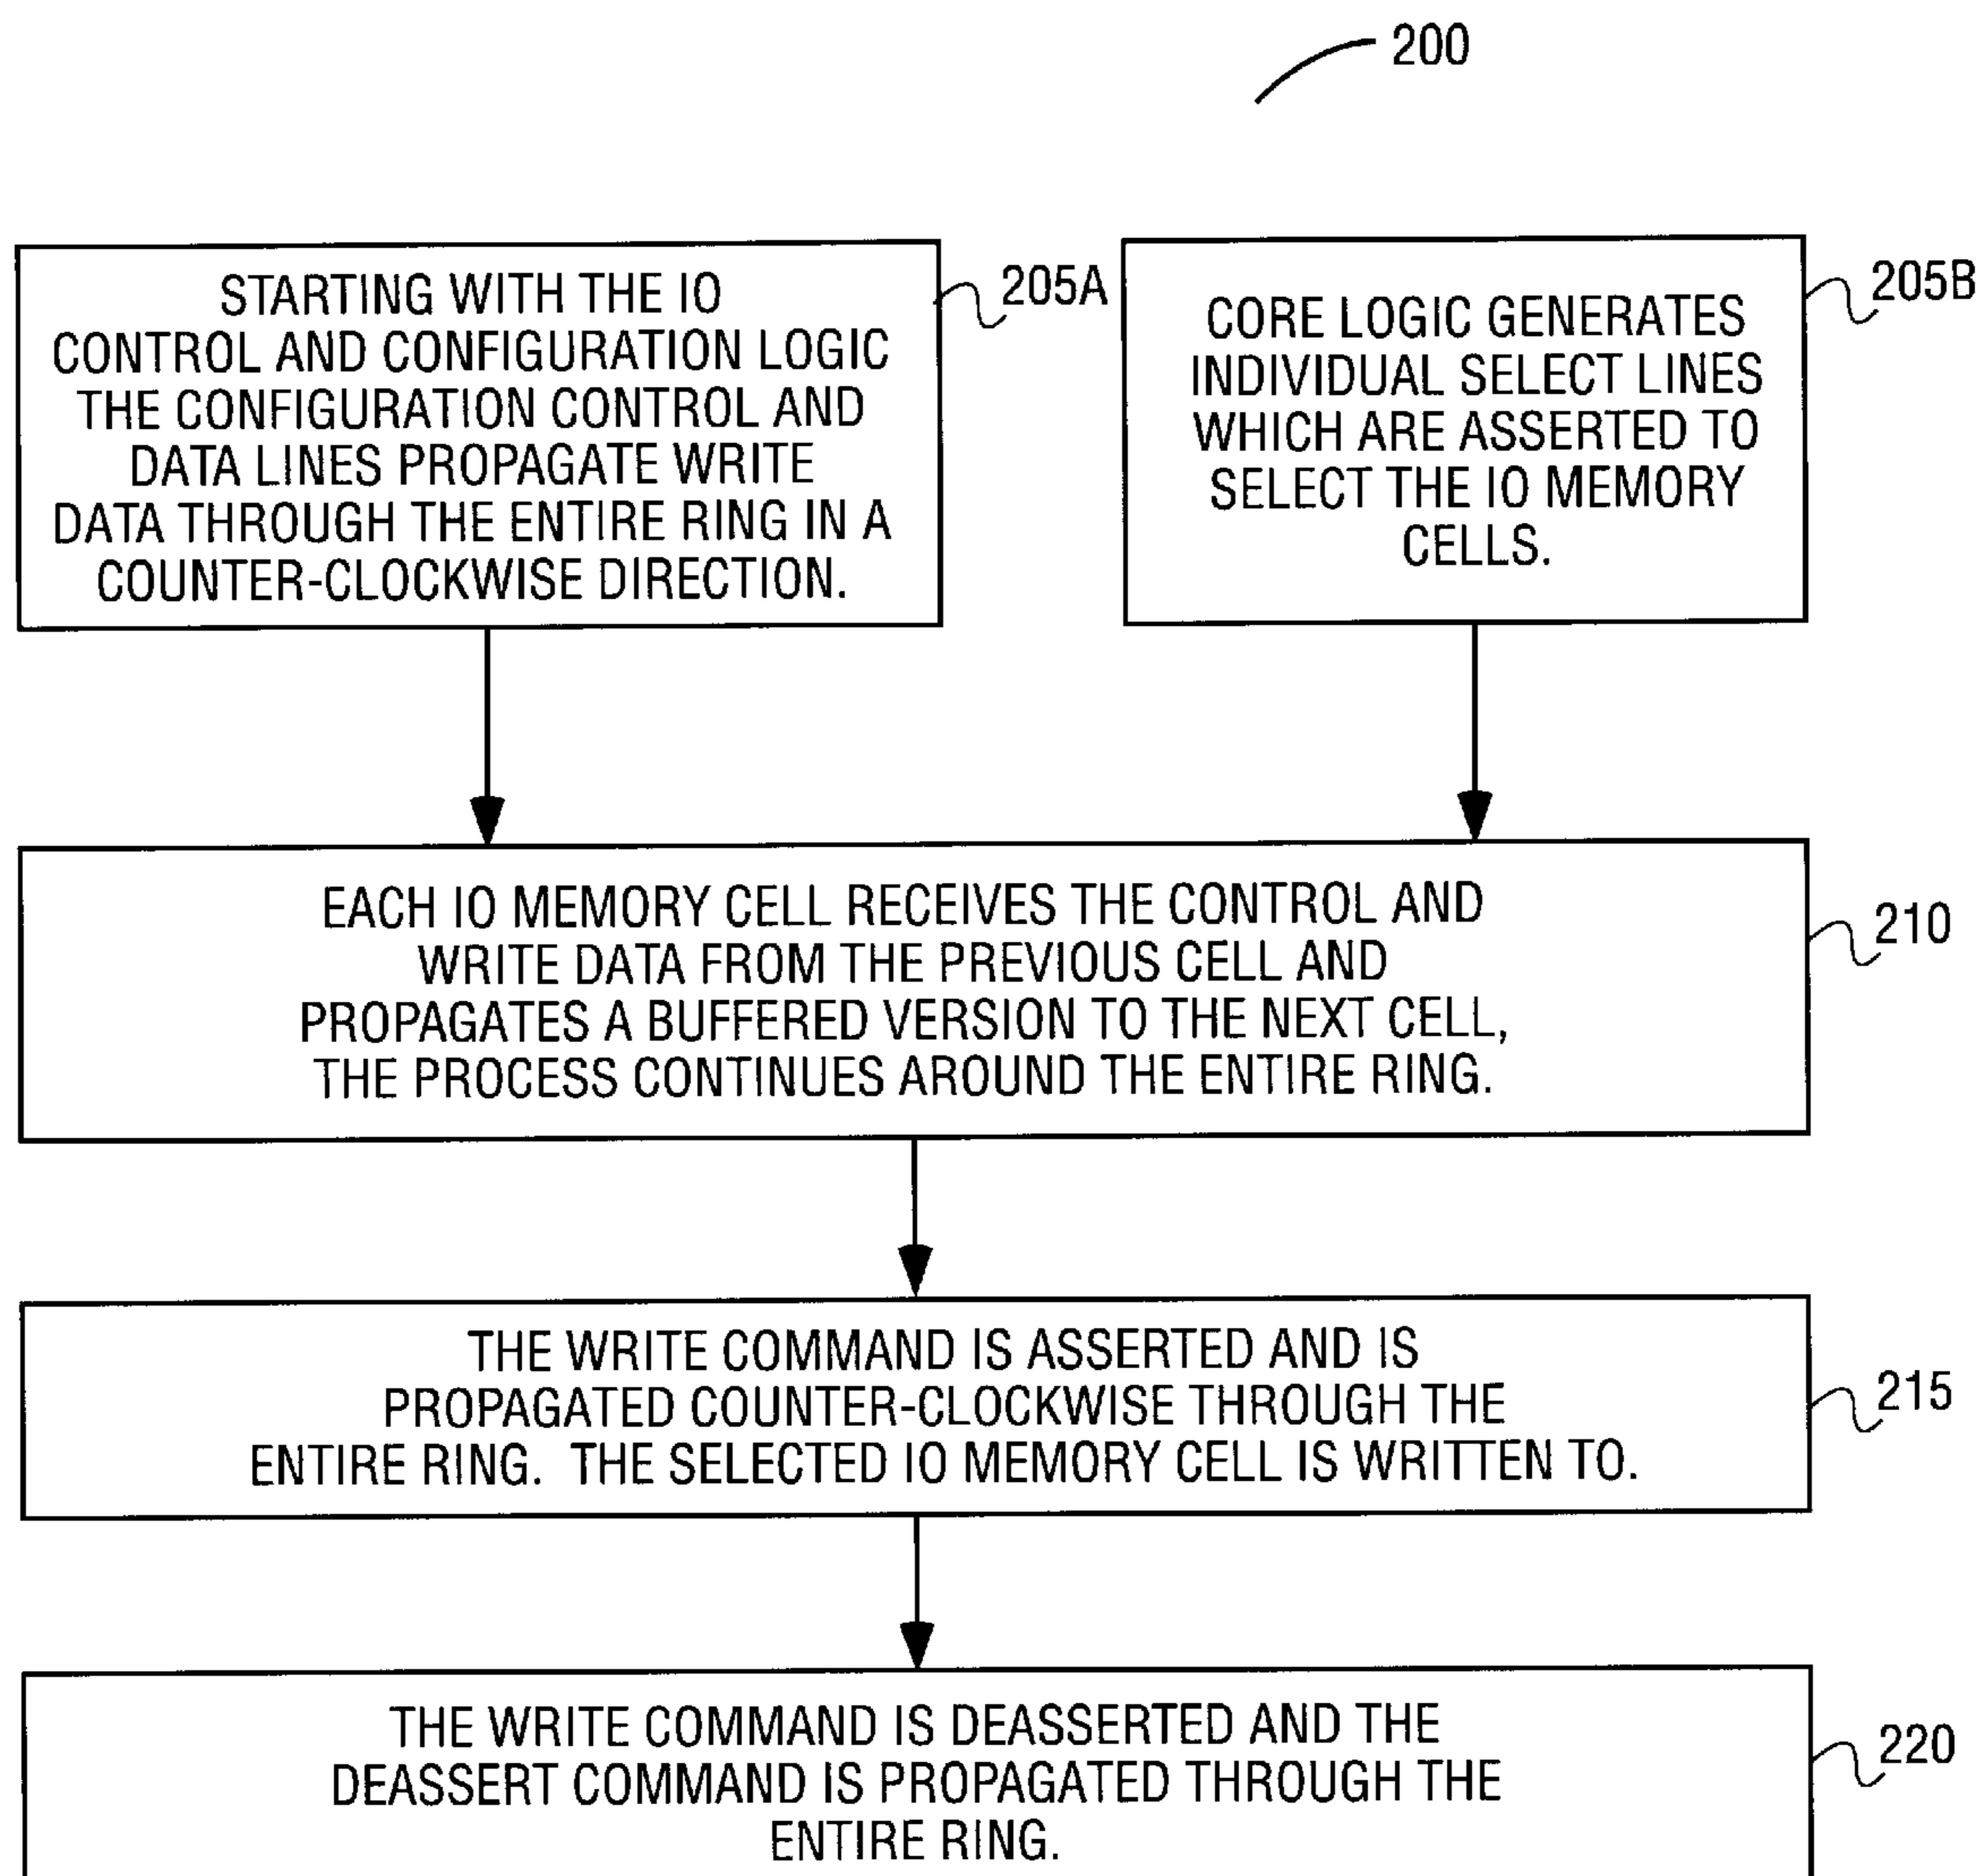 200
STARTING WITH THE IO
CONTROL AND CONFIGURATION LOGIC
THE CONFIGURATION CONTROL AND
DATA LINES PROPAGATE WRITE
DATA THROUGH THE ENTIRE RING IN A
COUNTER-CLOCKWISE DIRECTION.
205A
CORE LOGIC GENERATES
INDIVIDUAL SELECT LINES
WHICH ARE ASSERTED TO
SELECT THE IO MEMORY
CELLS.
205B
EACH IO MEMORY CELL RECEIVES THE CONTROL AND
WRITE DATA FROM THE PREVIOUS CELL AND
PROPAGATES A BUFFERED VERSION TO THE NEXT CELL,
THE PROCESS CONTINUES AROUND THE ENTIRE RING.
210
THE WRITE COMMAND IS ASSERTED AND IS
PROPAGATED COUNTER-CLOCKWISE THROUGH THE
ENTIRE RING. THE SELECTED IO MEMORY CELL IS WRITTEN TO.
215
THE WRITE COMMAND IS DEASSERTED AND THE
DEASSERT COMMAND IS PROPAGATED THROUGH THE
ENTIRE RING.
220